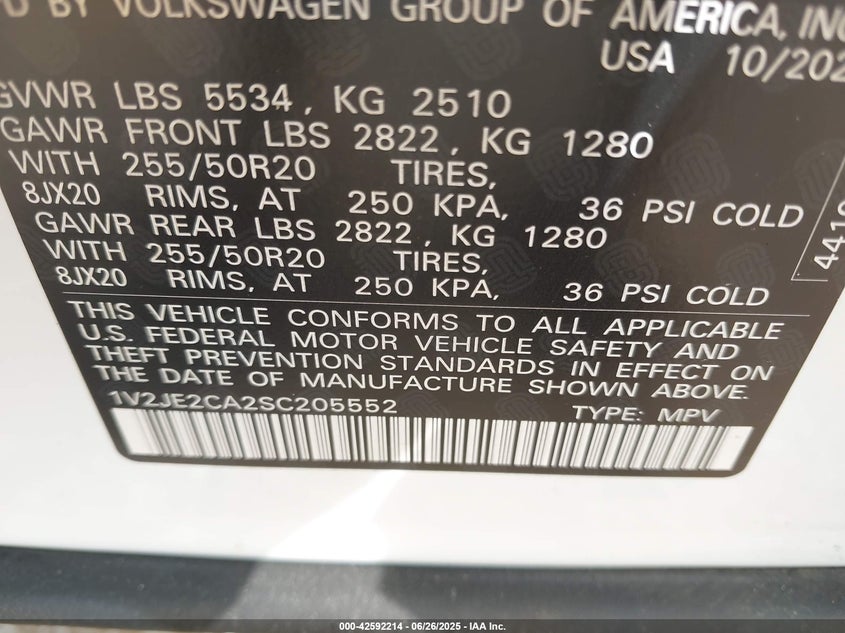 BY VOLKSWAGEN GROUP OF AMERICA, INC
USA 10/202
GVWR LBS 5534, KG 2510
GAWR FRONT LBS 2822, KG 1280
WITH 255/50R20 TIRES,
8JX20 RIMS, AT 250 KPA, 36 PSI COLD
GAWR REAR LBS 2822, KG 1280
WITH 255/50R20 TIRES,
8JX20 RIMS, AT 250 KPA, 36 PSI COLD
THIS VEHICLE CONFORMS TO ALL APPLICABLE
U.S. FEDERAL MOTOR VEHICLE SAFETY AND
THEFT PREVENTION STANDARDS IN EFFECT ON
THE DATE OF MANUFACTURE SHOWN ABOVE.
1V2JE2CA2SC205552 TYPE: MPV
000-42592214 - 06/26/2025 - IAA Inc.